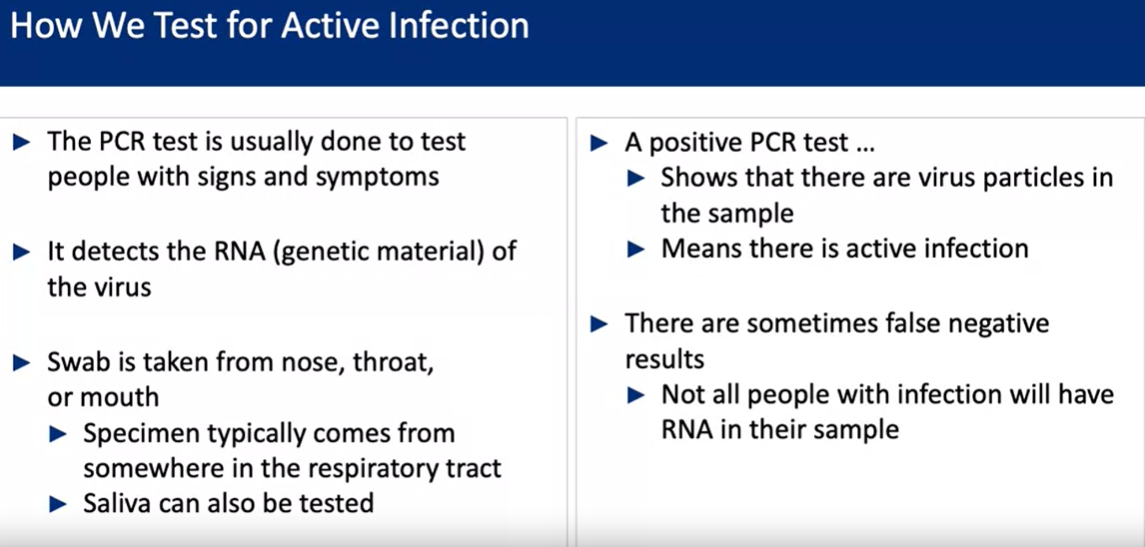 How We Test for Active Infection
► The PCR test is usually done to test
people with signs and symptoms
► It detects the RNA (genetic material) of
the virus
► Swab is taken from nose, throat,
or mouth
► Specimen typically comes from
somewhere in the respiratory tract
► Saliva can also be tested
► A positive PCR test ...
► Shows that there are virus particles in
the sample
► Means there is active infection
► There are sometimes false negative
results
► Not all people with infection will have
RNA in their sample